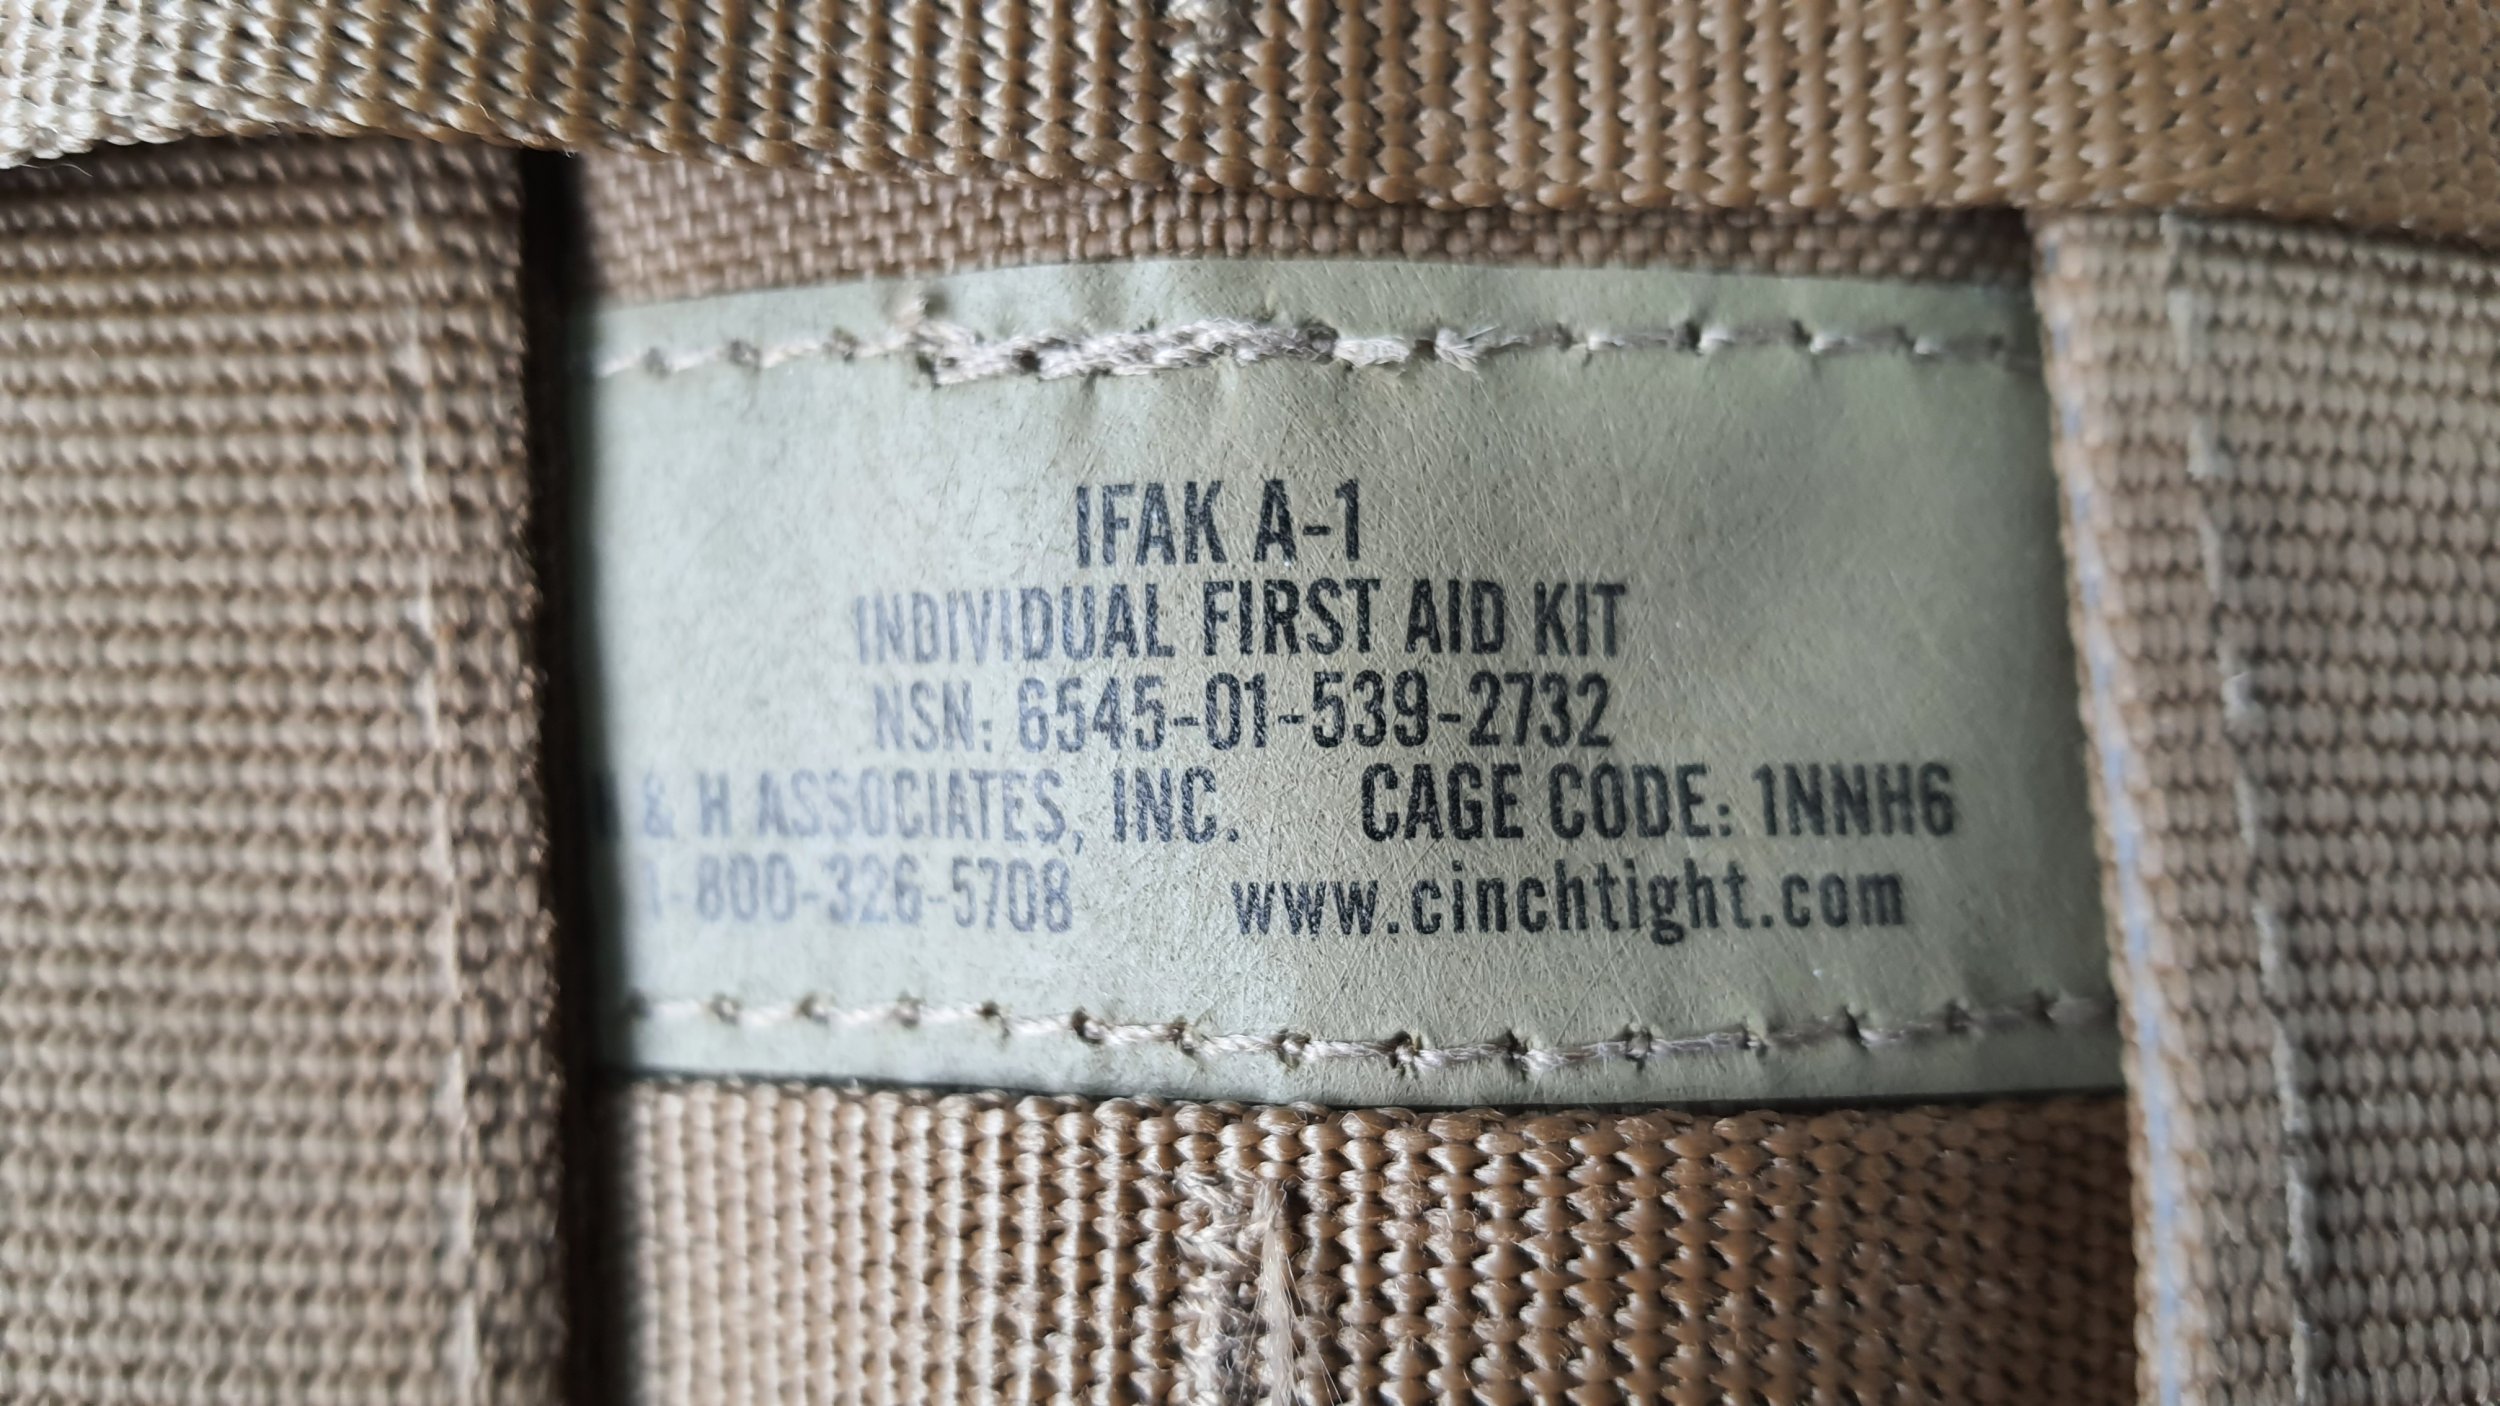 IFAK A-1
INDIVIDUAL FIRST AID KIT
NSN: 6545-01-539-2732
& H ASSOCIATES, INC. CAGE CODE: 1NNH6
1-800-326-5708 www.cinchtight.com